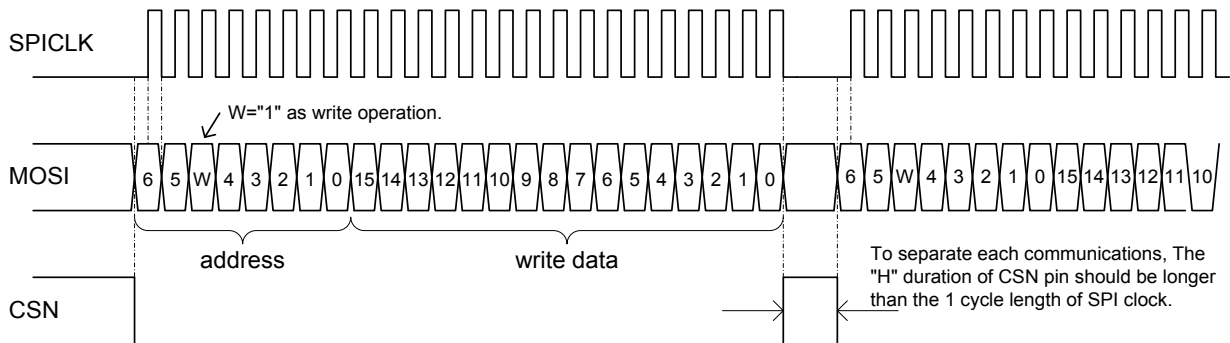 SPICLK
W="1" as write operation.
MOSI
6 5 W 4 3 2 1 0 15 14 13 12 11 10 9 8 7 6 5 4 3 2 1 0 6 5 W 4 3 2 1 0 15 14 13 12 11 10
address
write data
To separate each communications, The
"H" duration of CSN pin should be longer
than the 1 cycle length of SPI clock.
CSN